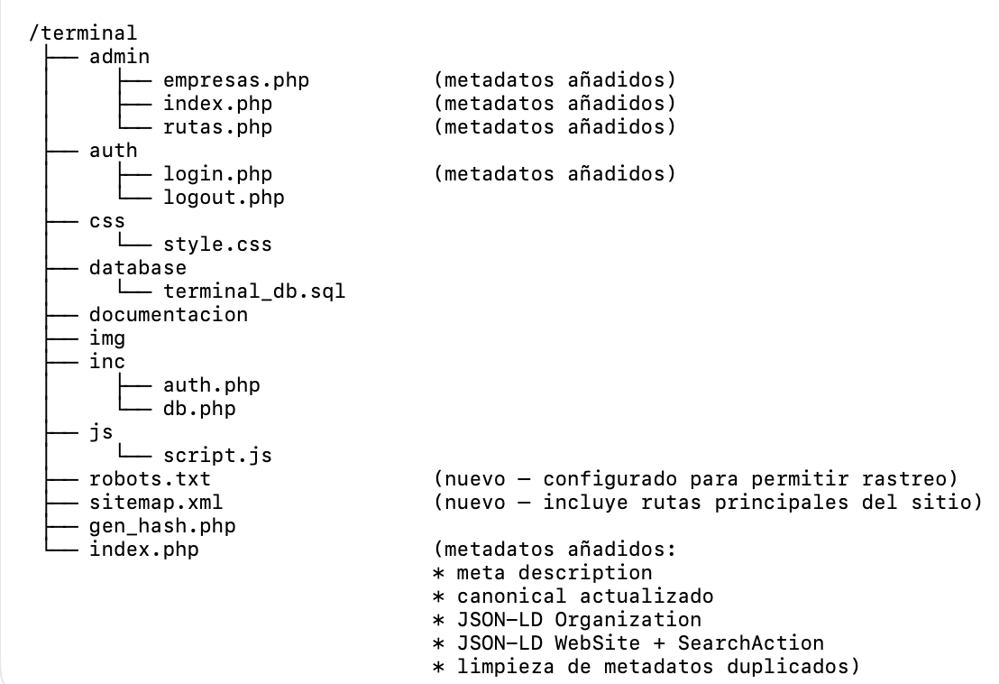 /terminal
├── admin
│     ├── empresas.php          (metadatos añadidos)
│     ├── index.php             (metadatos añadidos)
│     └── rutas.php             (metadatos añadidos)
├── auth
│     ├── login.php             (metadatos añadidos)
│     └── logout.php
├── css
│     └── style.css
├── database
│     └── terminal_db.sql
├── documentacion
├── img
├── inc
│     ├── auth.php
│     └── db.php
├── js
│     └── script.js
├── robots.txt                  (nuevo — configurado para permitir rastreo)
├── sitemap.xml                 (nuevo — incluye rutas principales del sitio)
├── gen_hash.php
└── index.php                   (metadatos añadidos:
                                * meta description
                                * canonical actualizado
                                * JSON-LD Organization
                                * JSON-LD WebSite + SearchAction
                                * limpieza de metadatos duplicados)